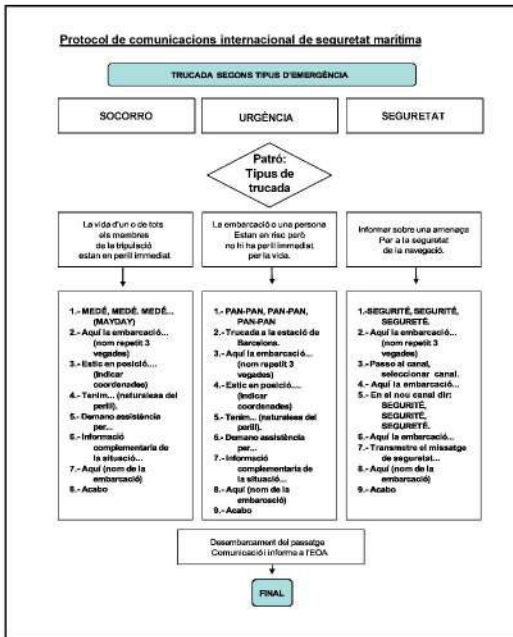 Protocol de comunicacions internacional de seguretat marítima
TRUCADA SEGONS TIPUS D'EMERGÈNCIA
SOCORRO
URGÈNCIA
SEGURETAT
Patró:
Tipus de
trucada
La vida d'un o de tots
els membres
de la tripulació
estan en perill immediat
La embarcació o una persona
Estan en risc però
no hi ha perill immediat
per la vida.
Informar sobre una amenaça
Per a la seguretat
de la navegació.
1.- MEDÉ, MEDÉ. MEDÉ...
(MAYDAY)
2.- Aquí la embarcació...
(nom repetit 3
vegades)
3.- Estic en posició....
(Indicar
coordenades)
4.- Tenim... (naturalesa del
perill).
5.- Demano assistència
per...
6.- Informació
complementaria de
la situació...
7.- Aquí (nom de la
embarcació)
8.- Acabo
1.- PAN-PAN, PAN-PAN,
PAN-PAN
2.- Trucada a la estació de
Barcelona.
3.- Aquí la embarcació...
(nom repetit 3
vegades)
4.- Estic en posició....
(Indicar
coordenades)
5.- Tenim... (naturalesa del
perill).
6.- Demano assistència
per...
7.- Informació
complementaria de
la situació...
8.- Aquí (nom de la
embarcació)
9.- Acabo
1.-SEGURITÉ, SEGURITÉ,
SEGURETÉ.
2.- Aquí la embarcació...
(nom repetit 3
vegades)
3.- Passo al canal,
seleccionar canal.
4.- Aquí la embarcació...
5.- En el nou canal dir:
SEGURITÉ,
SEGURITÉ,
SEGURETÉ.
6.- Aquí la embarcació...
7.- Transmetre el missatge
de seguretat...
8.- Aquí (nom de la
embarcació)
9.- Acabo
Desembarcament del passatge
Comunicació i informe a l'EOA
FINAL